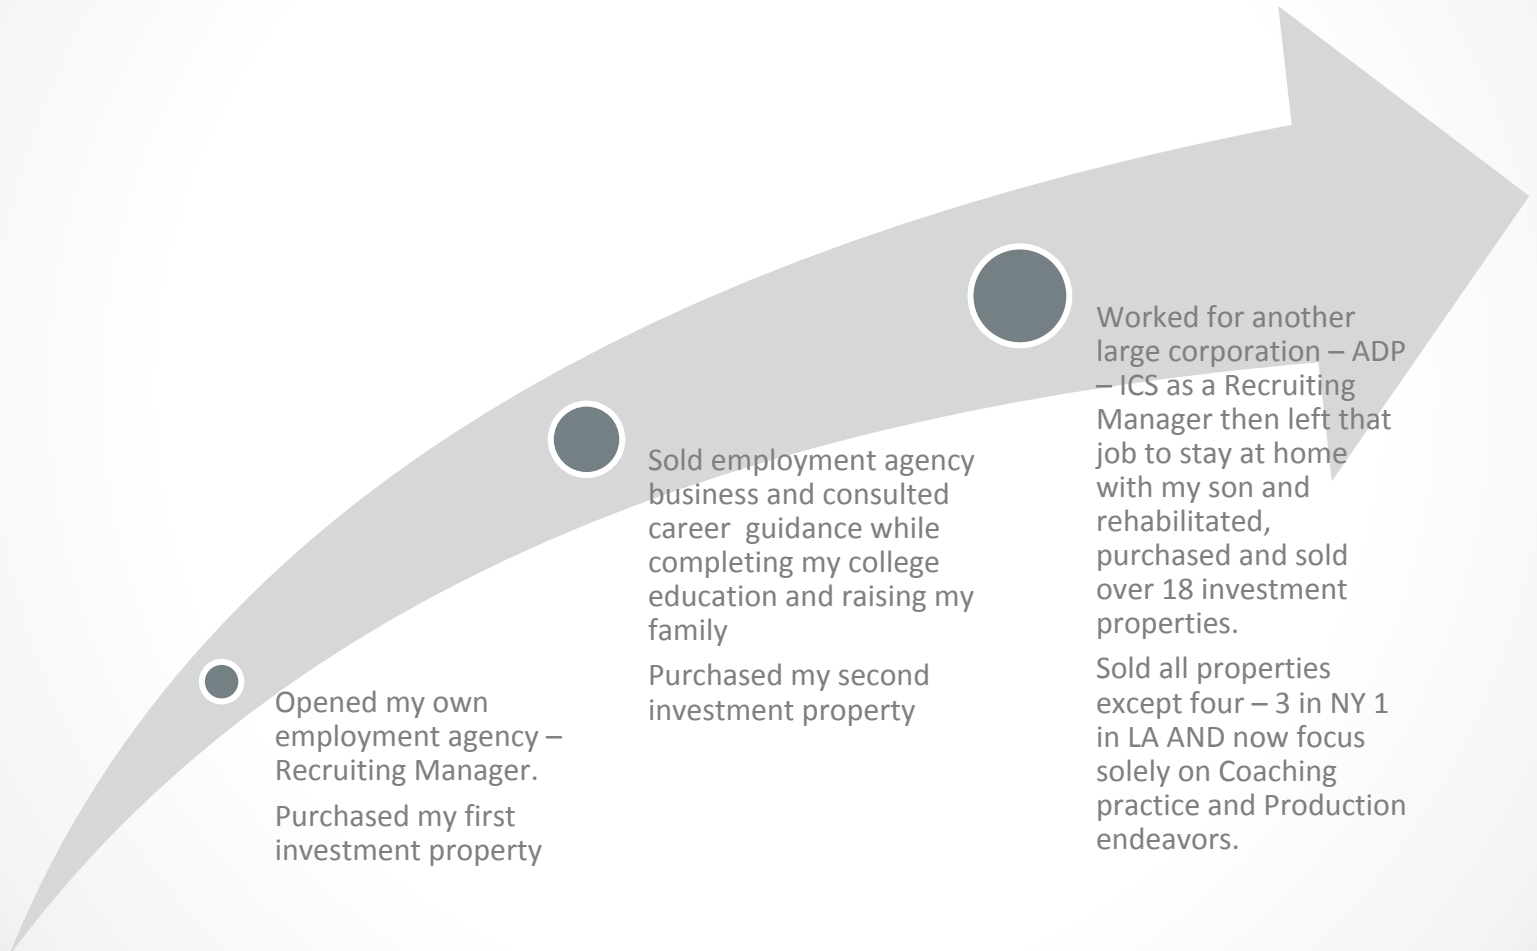 Opened my own
employment agency –
Recruiting Manager.
Purchased my first
investment property
Sold employment agency
business and consulted
career  guidance while
completing my college
education and raising my
family
Purchased my second
investment property
Worked for another
large corporation – ADP
– ICS as a Recruiting
Manager then left that
job to stay at home
with my son and
rehabilitated,
purchased and sold
over 18 investment
properties.
Sold all properties
except four – 3 in NY 1
in LA AND now focus
solely on Coaching
practice and Production
endeavors.